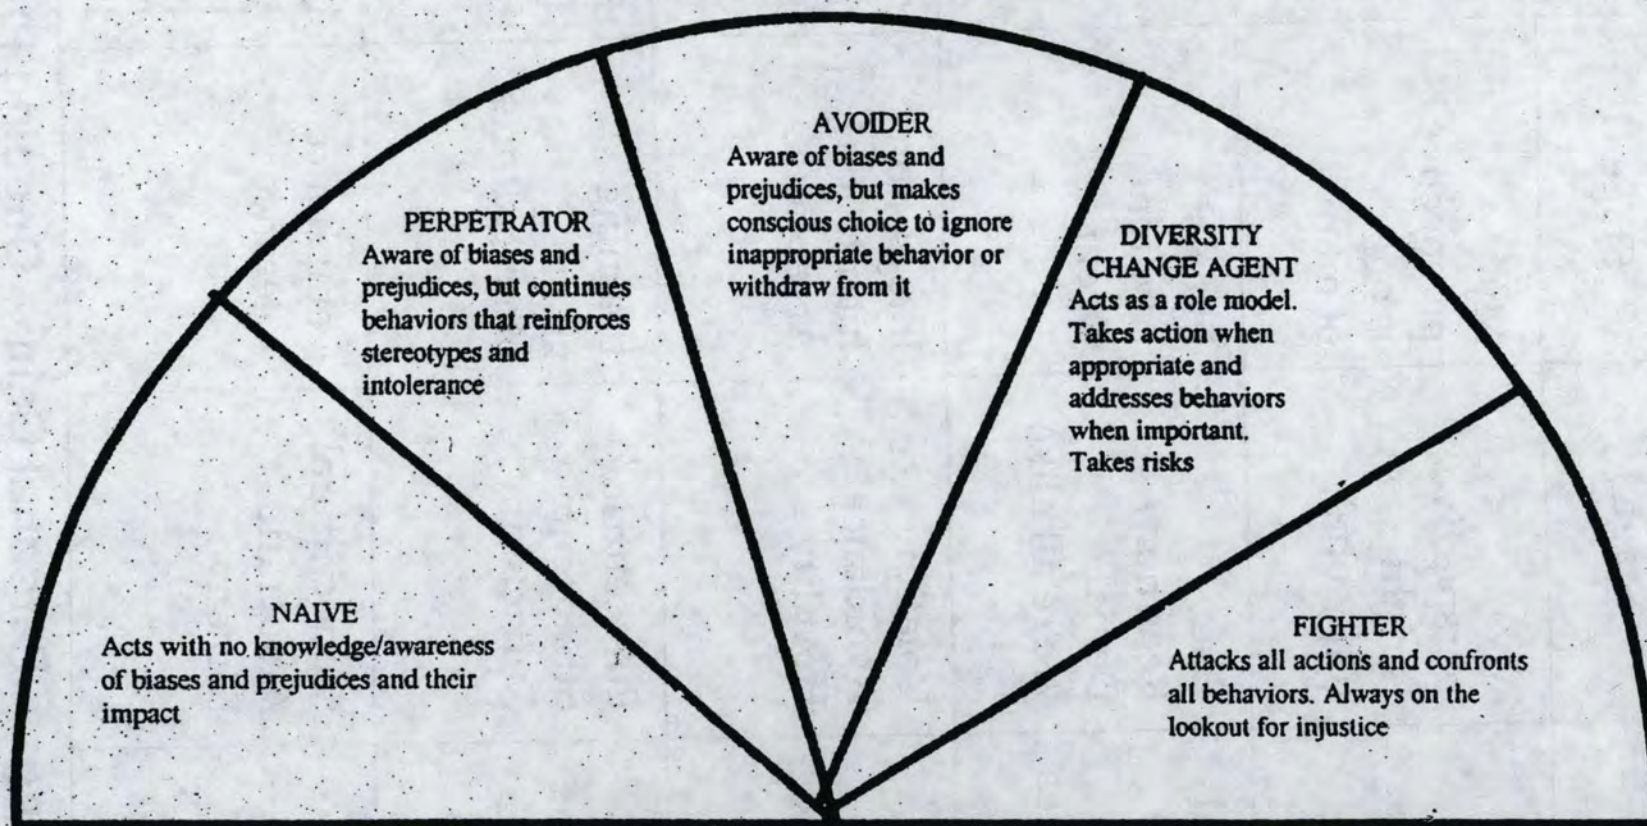 NAIVE
Acts with no knowledge/awareness
of biases and prejudices and their
impact
PERPETRATOR
Aware of biases and
prejudices, but continues
behaviors that reinforces
stereotypes and
intolerance
AVOIDER
Aware of biases and
prejudices, but makes
conscious choice to ignore
inappropriate behavior or
withdraw from it
DIVERSITY
CHANGE AGENT
Acts as a role model.
Takes action when
appropriate and
addresses behaviors
when important.
Takes risks
FIGHTER
Attacks all actions and confronts
all behaviors. Always on the
lookout for injustice